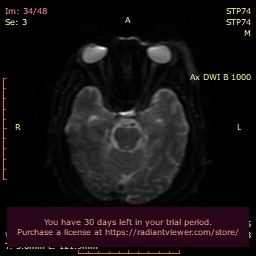 Im: 34/48
Se: 3
A
STP74
STP74
M
Ax DWI B 1000
R
L
You have 30 days left in your trial period.
Purchase a license at https://radiantviewer.com/store/